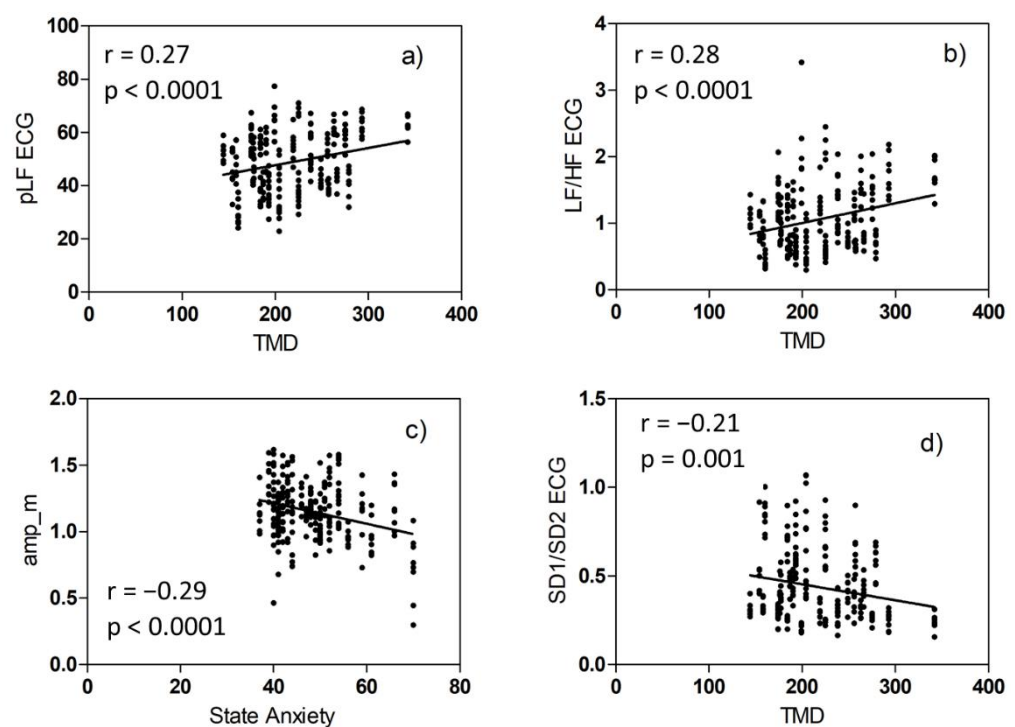 100
80
60
40
20
0
pLF ECG
r = 0.27
p < 0.0001
a)
0 100 200 300 400
TMD
4
3
2
1
0
LF/HF ECG
r = 0.28
p < 0.0001
b)
0 100 200 300 400
TMD
2.0
1.5
1.0
0.5
0.0
amp_m
c)
r = −0.29
p < 0.0001
0 20 40 60 80
State Anxiety
1.5
1.0
0.5
0.0
SD1/SD2 ECG
r = −0.21
p = 0.001
d)
0 100 200 300 400
TMD